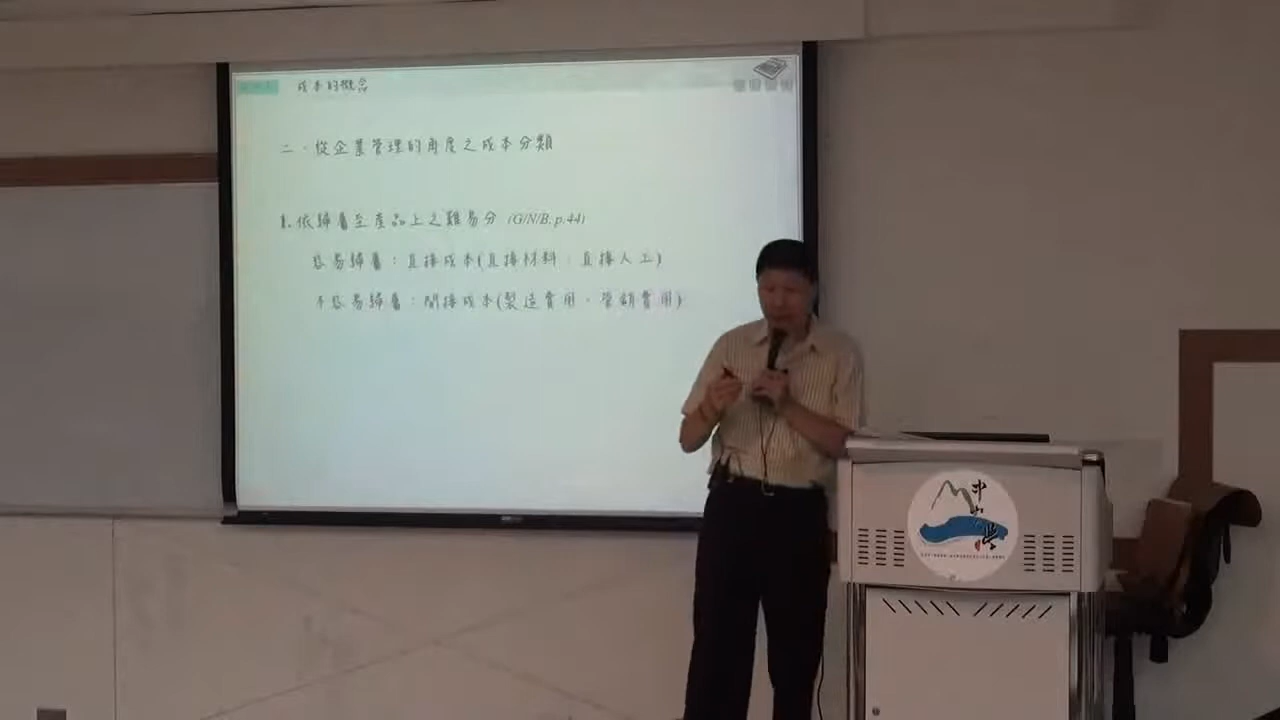 成本的概念
二、從企業管理的角度之成本分類
1. 依歸屬至產品上之難易分 (G/N/B, p.44)
容易歸屬：直接成本(直接材料、直接人工)
不容易歸屬：間接成本(製造費用、營銷費用)
中山學